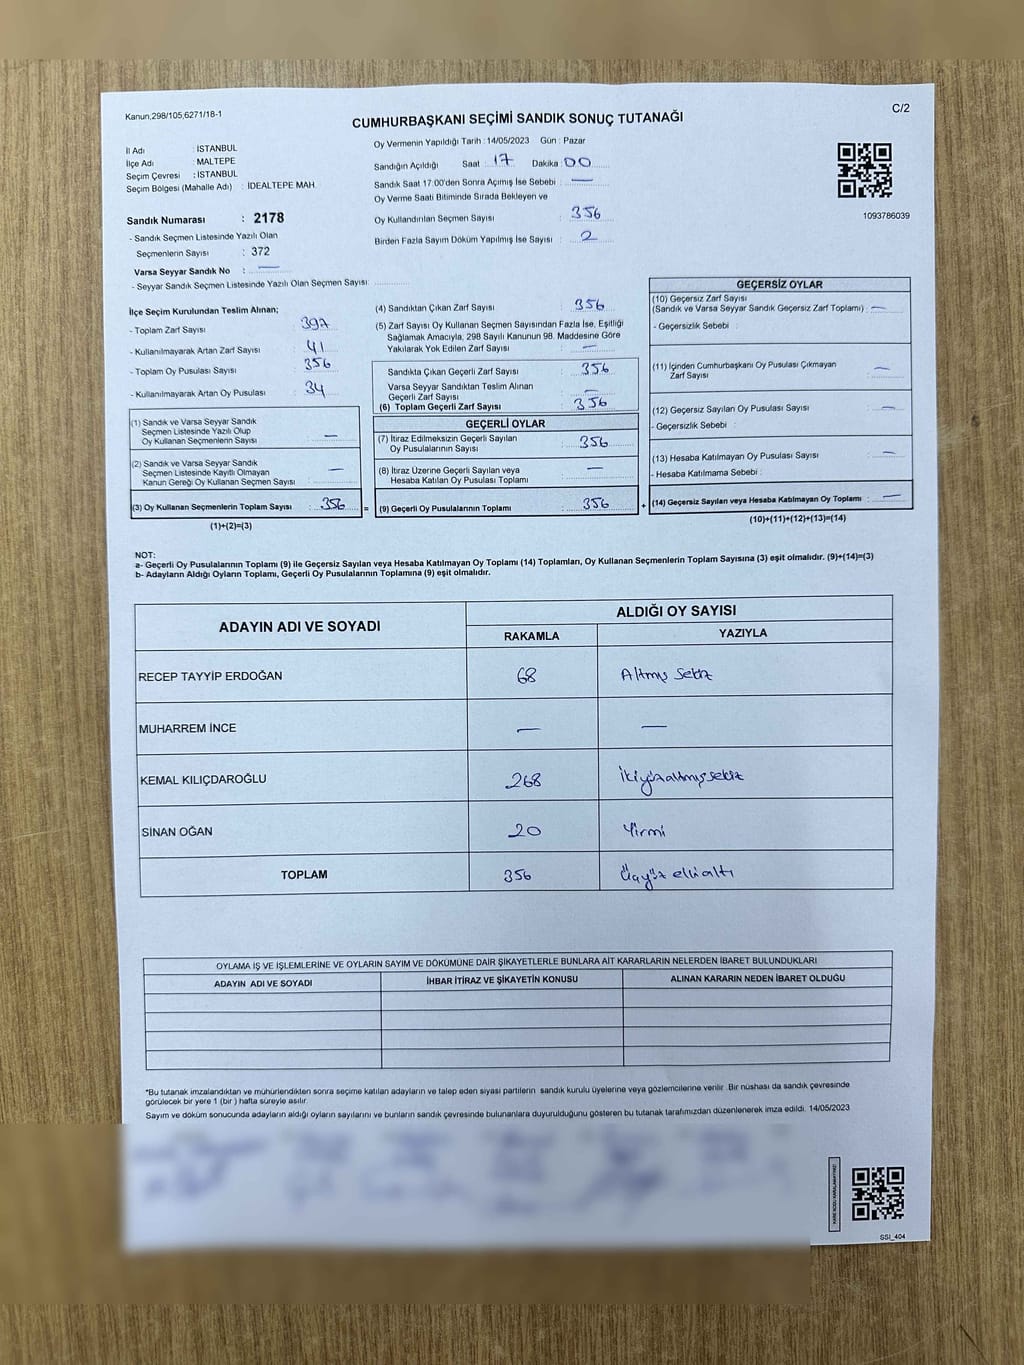 Kanun,298/105,6271/18-1
C/2
CUMHURBAŞKANI SEÇİMİ SANDIK SONUÇ TUTANAĞI
İl Adı : İSTANBUL
İlçe Adı : MALTEPE
Seçim Çevresi : İSTANBUL
Seçim Bölgesi (Mahalle Adı) : İDEALTEPE MAH.
Sandık Numarası : 2178
- Sandık Seçmen Listesinde Yazılı Olan
Seçmenlerin Sayısı : 372
Varsa Seyyar Sandık No : —
- Seyyar Sandık Seçmen Listesinde Yazılı Olan Seçmen Sayısı :
Oy Vermenin Yapıldığı Tarih : 14/05/2023 Gün : Pazar
Sandığın Açıldığı Saat 17 Dakika 00
Sandık Saat 17:00'den Sonra Açımış İse Sebebi : —
Oy Verme Saati Bitiminde Sırada Bekleyen ve
Oy Kullandırılan Seçmen Sayısı : 356
Birden Fazla Sayım Döküm Yapılmış İse Sayısı : 2
1093786039
İlçe Seçim Kurulundan Teslim Alınan;
- Toplam Zarf Sayısı : 397
- Kullanılmayarak Artan Zarf Sayısı : 41
- Toplam Oy Pusulası Sayısı : 356
- Kullanılmayarak Artan Oy Pusulası : 34
(1) Sandık ve Varsa Seyyar Sandık
Seçmen Listesinde Yazılı Olup
Oy Kullanan Seçmenlerin Sayısı : —
(2) Sandık ve Varsa Seyyar Sandık
Seçmen Listesinde Kayıtlı Olmayan
Kanun Gereği Oy Kullanan Seçmen Sayısı : —
(3) Oy Kullanan Seçmenlerin Toplam Sayısı : 356 =
(1)+(2)=(3)
(4) Sandıktan Çıkan Zarf Sayısı : 356
(5) Zarf Sayısı Oy Kullanan Seçmen Sayısından Fazla İse, Eşitliği
Sağlamak Amacıyla, 298 Sayılı Kanunun 98. Maddesine Göre
Yakılarak Yok Edilen Zarf Sayısı : —
Sandıkta Çıkan Geçerli Zarf Sayısı : 356
Varsa Seyyar Sandıktan Teslim Alınan
Geçerli Zarf Sayısı : —
(6) Toplam Geçerli Zarf Sayısı : 356
GEÇERLİ OYLAR
(7) İtiraz Edilmeksizin Geçerli Sayılan
Oy Pusulalarının Sayısı : 356
(8) İtiraz Üzerine Geçerli Sayılan veya
Hesaba Katılan Oy Pusulası Toplamı : —
(9) Geçerli Oy Pusulalarının Toplamı : 356 +
GEÇERSİZ OYLAR
(10) Geçersiz Zarf Sayısı
(Sandık ve Varsa Seyyar Sandık Geçersiz Zarf Toplamı) : —
- Geçersizlik Sebebi :
(11) İçinden Cumhurbaşkanı Oy Pusulası Çıkmayan
Zarf Sayısı : —
(12) Geçersiz Sayılan Oy Pusulası Sayısı : —
- Geçersizlik Sebebi :
(13) Hesaba Katılmayan Oy Pusulası Sayısı : —
- Hesaba Katılmama Sebebi :
(14) Geçersiz Sayılan veya Hesaba Katılmayan Oy Toplamı : —
(10)+(11)+(12)+(13)=(14)
NOT:
a- Geçerli Oy Pusulalarının Toplamı (9) ile Geçersiz Sayılan veya Hesaba Katılmayan Oy Toplamı (14) Toplamları, Oy Kullanan Seçmenlerin Toplam Sayısına (3) eşit olmalıdır. (9)+(14)=(3)
b- Adayların Aldığı Oyların Toplamı, Geçerli Oy Pusulalarının Toplamına (9) eşit olmalıdır.
ADAYIN ADI VE SOYADI
ALDIĞI OY SAYISI
RAKAMLA YAZIYLA
RECEP TAYYİP ERDOĞAN 68 Altmış sekiz
MUHARREM İNCE — —
KEMAL KILIÇDAROĞLU 268 ikiyüzaltmışsekiz
SİNAN OĞAN 20 Yirmi
TOPLAM 356 Üçyüz elli altı
OYLAMA İŞ VE İŞLEMLERİNE VE OYLARIN SAYIM VE DÖKÜMÜNE DAİR ŞİKAYETLERLE BUNLARA AİT KARARLARIN NELERDEN İBARET BULUNDUKLARI
ADAYIN ADI VE SOYADI İHBAR İTİRAZ VE ŞİKAYETİN KONUSU ALINAN KARARIN NEDEN İBARET OLDUĞU
*Bu tutanak imzalandıktan ve mühürlendikten sonra seçime katılan adayların ve talep eden siyasi partilerin sandık kurulu üyelerine veya gözlemcilerine verilir. Bir nüshası da sandık çevresinde
görülecek bir yere 1 (bir ) hafta süreyle asılır.
Sayım ve döküm sonucunda adayların aldığı oyların sayılarını ve bunların sandık çevresinde bulunanlara duyurulduğunu gösteren bu tutanak tarafımızdan düzenlenerek imza edildi. 14/05/2023
SSI_404